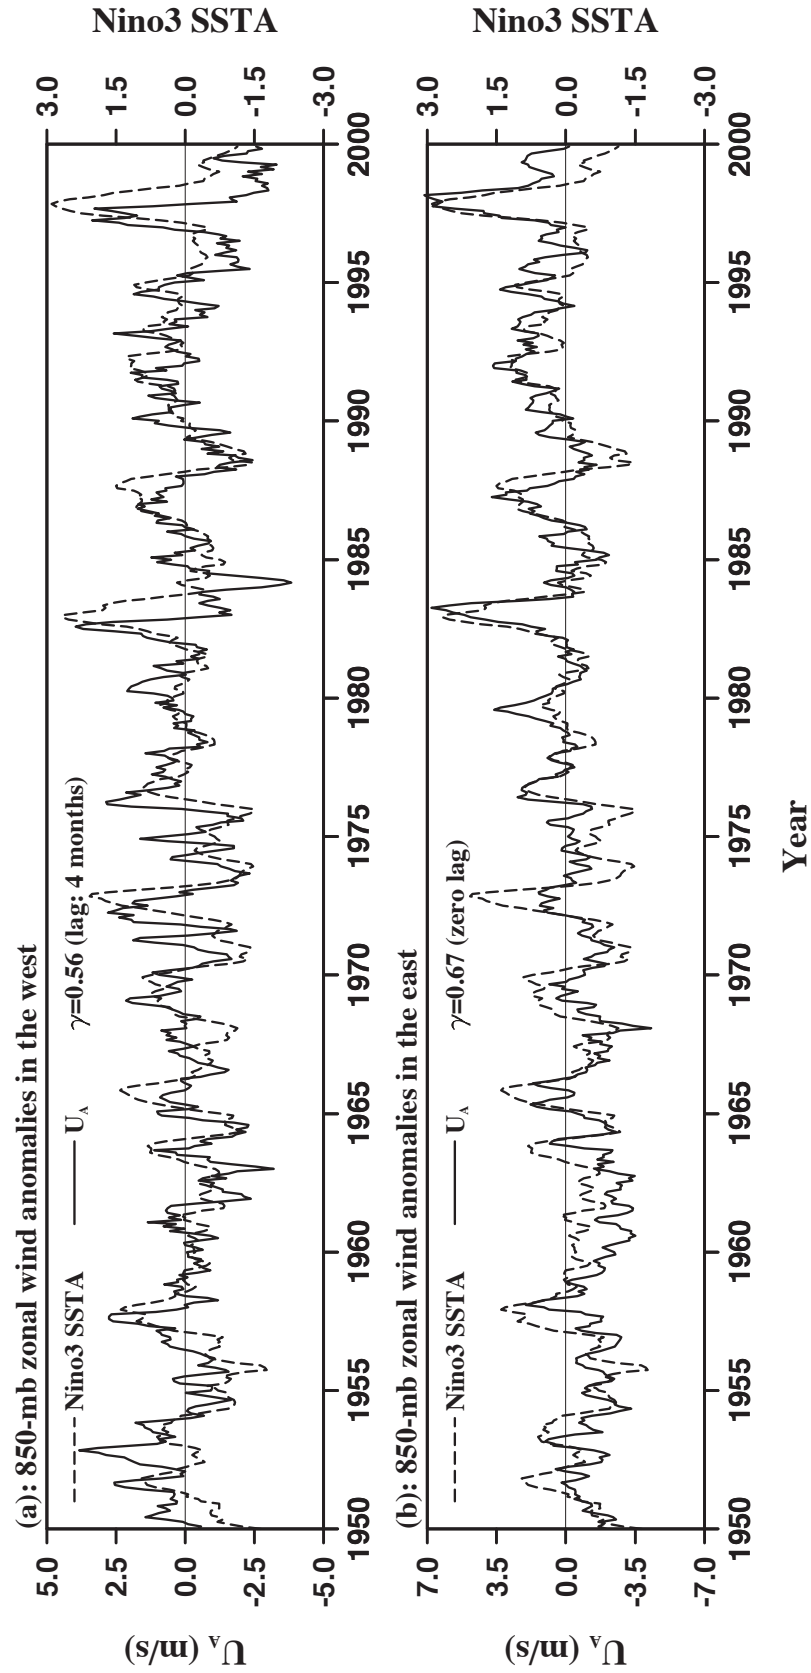 (a): 850-mb zonal wind anomalies in the west
Nino3 SSTA U_A γ=0.56 (lag: 4 months)
5.0
2.5
0.0
-2.5
-5.0
U_A (m/s)
3.0
1.5
0.0
-1.5
-3.0
Nino3 SSTA
1950 1955 1960 1965 1970 1975 1980 1985 1990 1995 2000
(b): 850-mb zonal wind anomalies in the east
Nino3 SSTA U_A γ=0.67 (zero lag)
7.0
3.5
0.0
-3.5
-7.0
U_A (m/s)
3.0
1.5
0.0
-1.5
-3.0
Nino3 SSTA
1950 1955 1960 1965 1970 1975 1980 1985 1990 1995 2000
Year